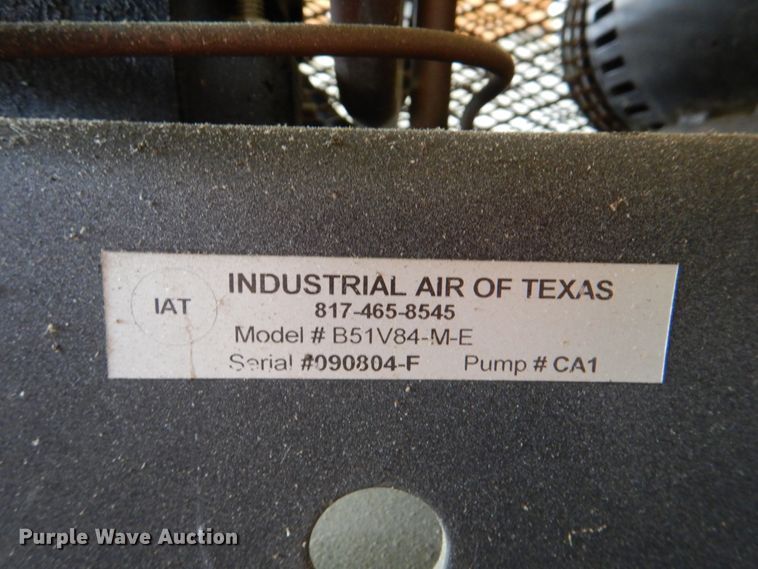 IAT
INDUSTRIAL AIR OF TEXAS
817-465-8545
Model # B51V84-M-E
Serial #090804-F Pump # CA1
Purple Wave Auction